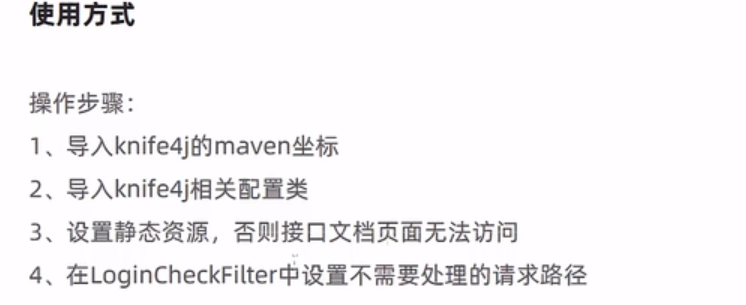 使用方式
操作步骤：
1、导入knife4j的maven坐标
2、导入knife4j相关配置类
3、设置静态资源，否则接口文档页面无法访问
4、在LoginCheckFilter中设置不需要处理的请求路径